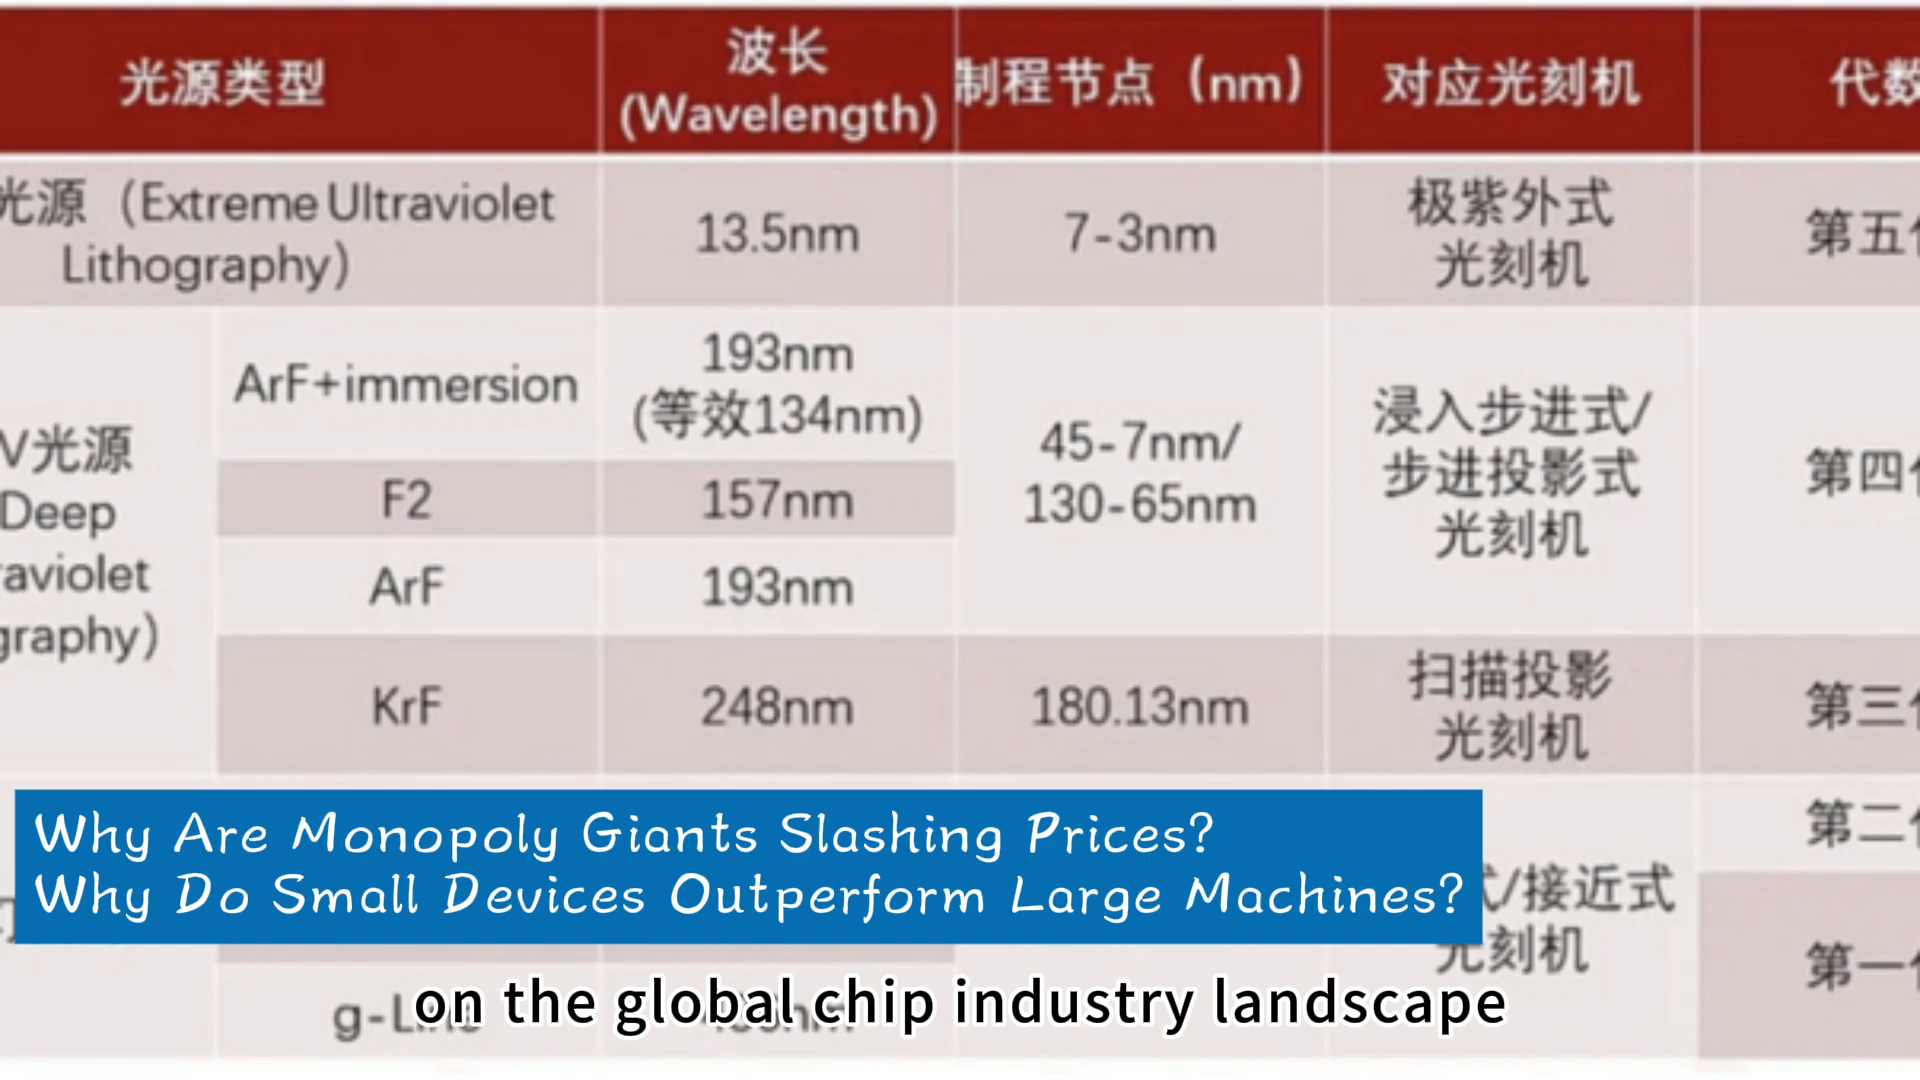 光源类型
波长
(Wavelength)
制程节点（nm）
对应光刻机
代数
光源（Extreme Ultraviolet
Lithography）
13.5nm
7-3nm
极紫外式
光刻机
第五
V光源
Deep
raviolet
graphy）
ArF+immersion
193nm
(等效134nm)
45-7nm/
130-65nm
浸入步进式/
步进投影式
光刻机
第四
F2
157nm
ArF
193nm
KrF
248nm
180.13nm
扫描投影
光刻机
第三
第二
式/接近式
光刻机
第一
Why Are Monopoly Giants Slashing Prices?
Why Do Small Devices Outperform Large Machines?
g-Line
on the global chip industry landscape